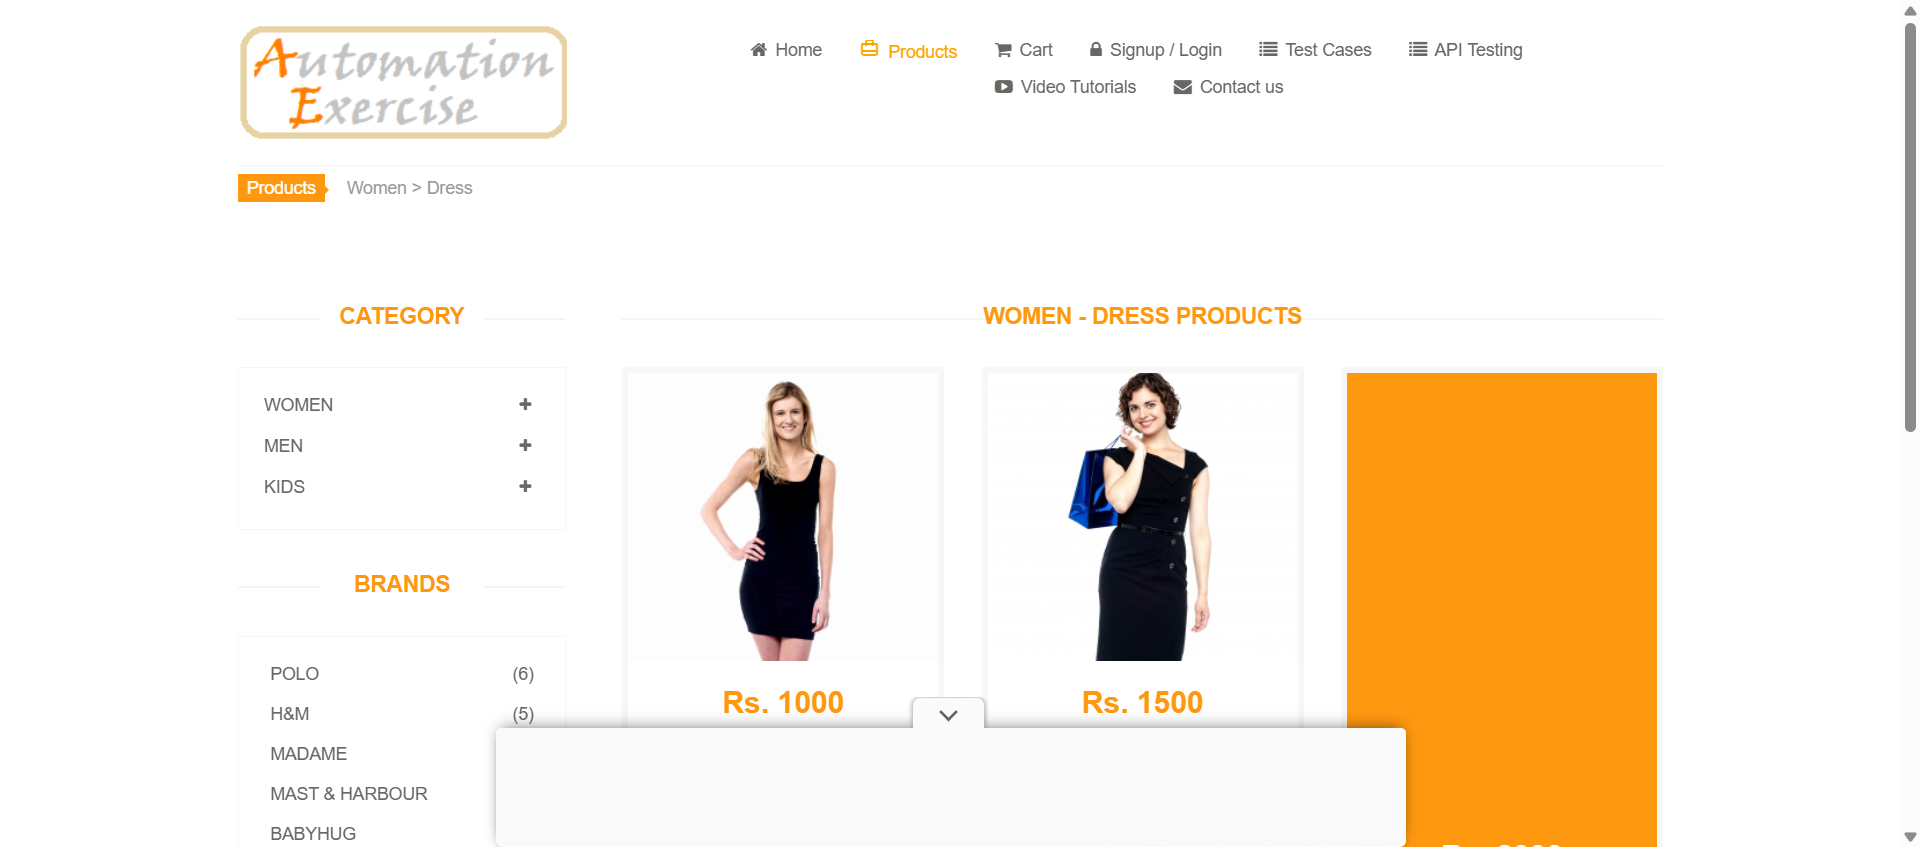 Automation
Exercise
Home
Products
Cart
Signup / Login
Test Cases
API Testing
Video Tutorials
Contact us
Products
Women > Dress
CATEGORY
WOMEN - DRESS PRODUCTS
WOMEN
MEN
KIDS
BRANDS
POLO (6)
H&M (5)
MADAME
MAST & HARBOUR
BABYHUG
Rs. 1000
Rs. 1500